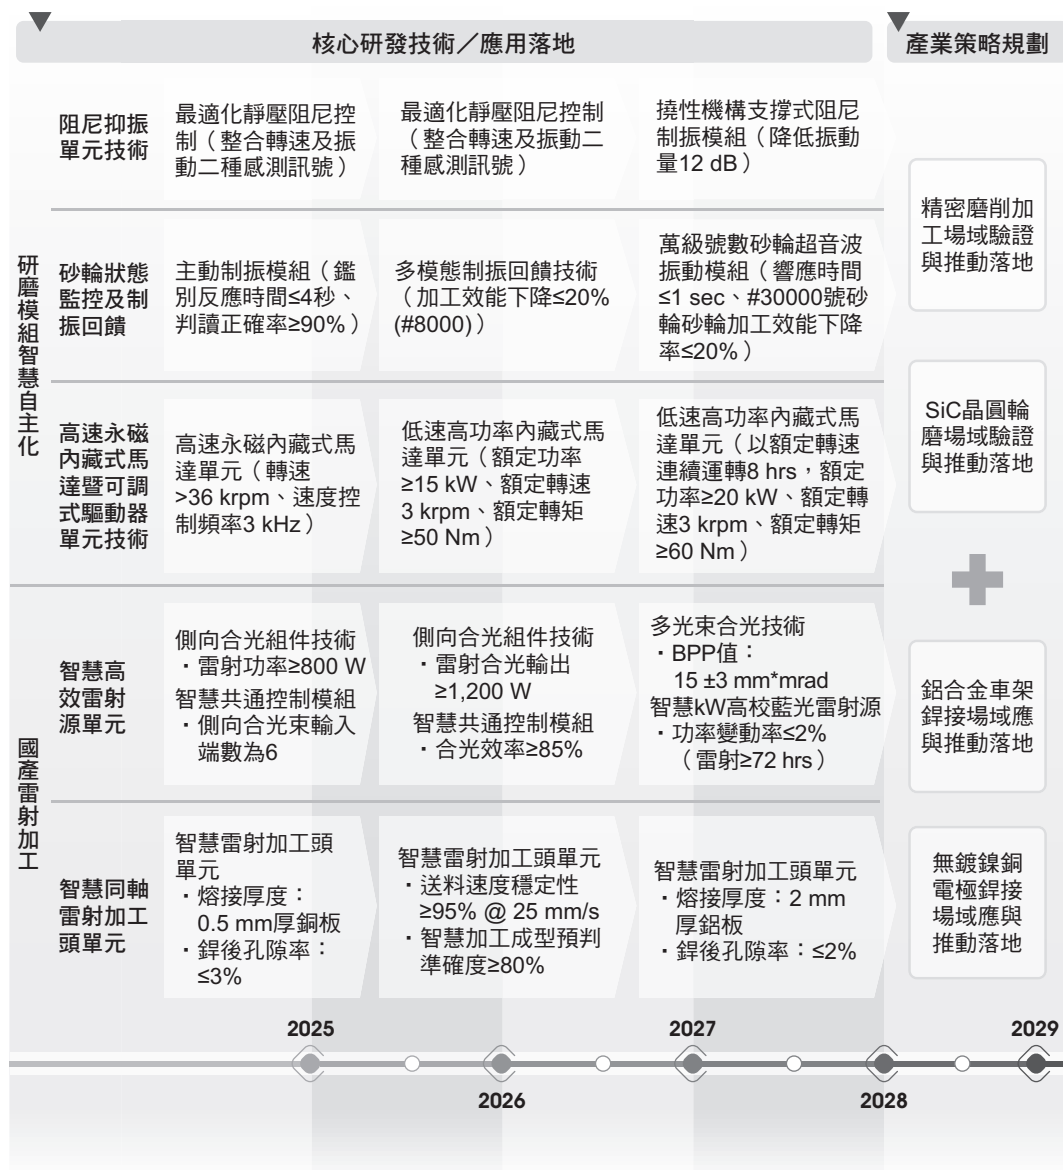 核心研發技術／應用落地
產業策略規劃
研磨模組智慧自主化
阻尼抑振
單元技術
最適化靜壓阻尼控
制（整合轉速及振
動二種感測訊號）
最適化靜壓阻尼控制
（整合轉速及振動二
種感測訊號）
撓性機構支撐式阻尼
制振模組（降低振動
量12 dB）
砂輪狀態
監控及制
振回饋
主動制振模組（鑑
別反應時間≤4秒、
判讀正確率≥90%）
多模態制振回饋技術
（加工效能下降≤20%
(#8000)）
萬級號數砂輪超音波
振動模組（響應時間
≤1 sec、#30000號砂
輪砂輪加工效能下降
率≤20%）
高速永磁
內藏式馬
達暨可調
式驅動器
單元技術
高速永磁內藏式馬
達單元（轉速
>36 krpm、速度控
制頻率3 kHz）
低速高功率內藏式馬
達單元（額定功率
≥15 kW、額定轉速
3 krpm、額定轉矩
≥50 Nm）
低速高功率內藏式馬
達單元（以額定轉速
連續運轉8 hrs，額定
功率≥20 kW、額定轉
速3 krpm、額定轉矩
≥60 Nm）
國產雷射加工
智慧高
效雷射
源單元
側向合光組件技術
・雷射功率≥800 W
智慧共通控制模組
・側向合光束輸入
端數為6
側向合光組件技術
・雷射合光輸出
≥1,200 W
智慧共通控制模組
・合光效率≥85%
多光束合光技術
・BPP值：
15 ±3 mm*mrad
智慧kW高校藍光雷射源
・功率變動率≤2%
（雷射≥72 hrs）
智慧同軸
雷射加工
頭單元
智慧雷射加工頭
單元
・熔接厚度：
0.5 mm厚銅板
・銲後孔隙率：
≤3%
智慧雷射加工頭單元
・送料速度穩定性
≥95% @ 25 mm/s
・智慧加工成型預判
準確度≥80%
智慧雷射加工頭單元
・熔接厚度：2 mm
厚鋁板
・銲後孔隙率：≤2%
精密磨削加
工場域驗證
與推動落地
SiC晶圓輪
磨場域驗證
與推動落地
鋁合金車架
銲接場域應
與推動落地
無鍍鎳銅
電極銲接
場域應與
推動落地
2025
2026
2027
2028
2029